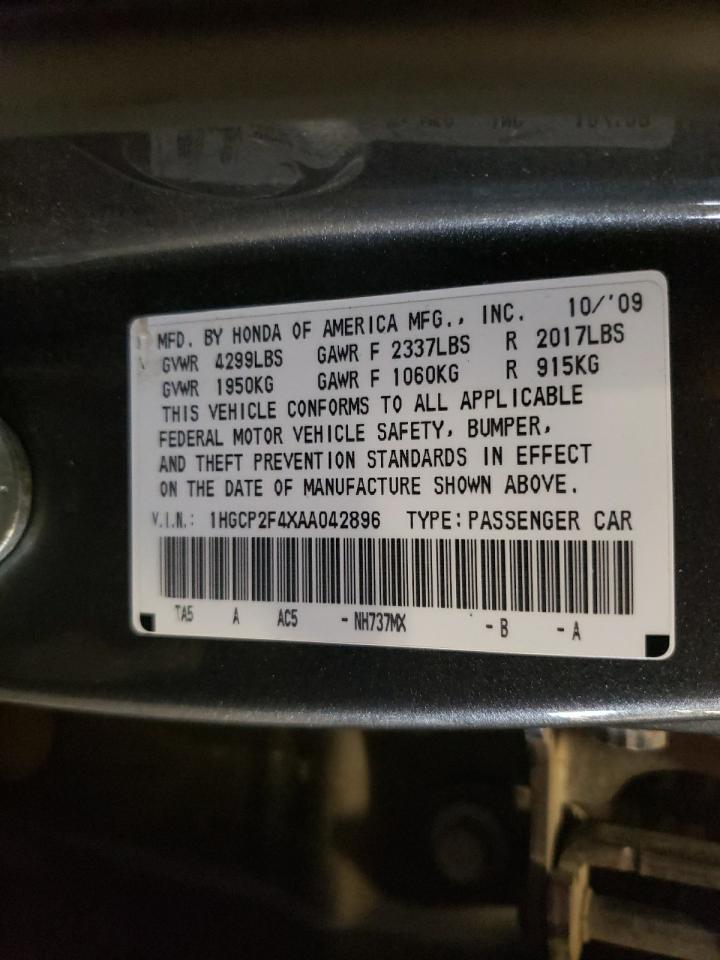 MFD. BY HONDA OF AMERICA MFG., INC. 10/'09
GVWR 4299LBS GAWR F 2337LBS R 2017LBS
GVWR 1950KG GAWR F 1060KG R 915KG
THIS VEHICLE CONFORMS TO ALL APPLICABLE
FEDERAL MOTOR VEHICLE SAFETY, BUMPER,
AND THEFT PREVENTION STANDARDS IN EFFECT
ON THE DATE OF MANUFACTURE SHOWN ABOVE.
V.I.N.: 1HGCP2F4XAA042896 TYPE:PASSENGER CAR
TA5 A AC5 -NH737MX -B -A